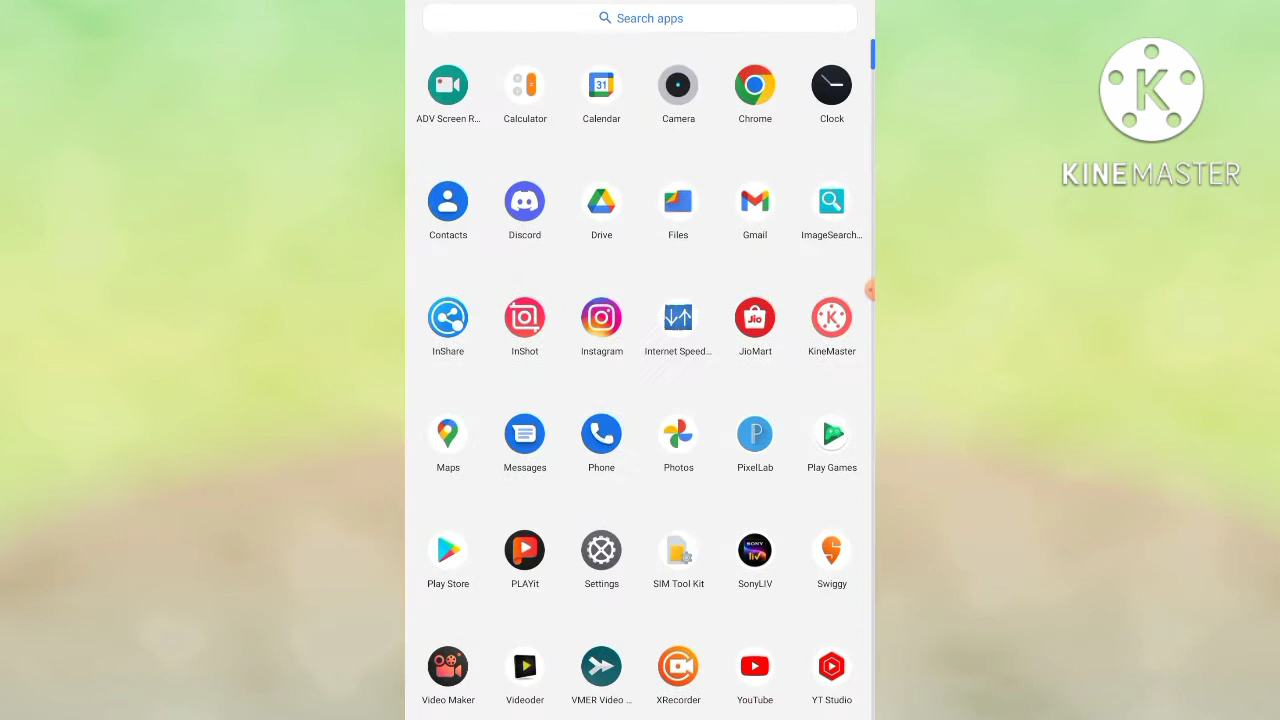 Search apps
ADV Screen R...
Calculator
Calendar
Camera
Chrome
Clock
31
Contacts
Discord
Drive
Files
Gmail
ImageSearch...
InShare
InShot
Instagram
Internet Speed...
JioMart
KineMaster
Jio
K
Maps
Messages
Phone
Photos
PixelLab
Play Games
P
Play Store
PLAYit
Settings
SIM Tool Kit
SonyLIV
Swiggy
SONY
liv
Video Maker
Videoder
VMER Video ...
XRecorder
YouTube
YT Studio
K
KINEMASTER